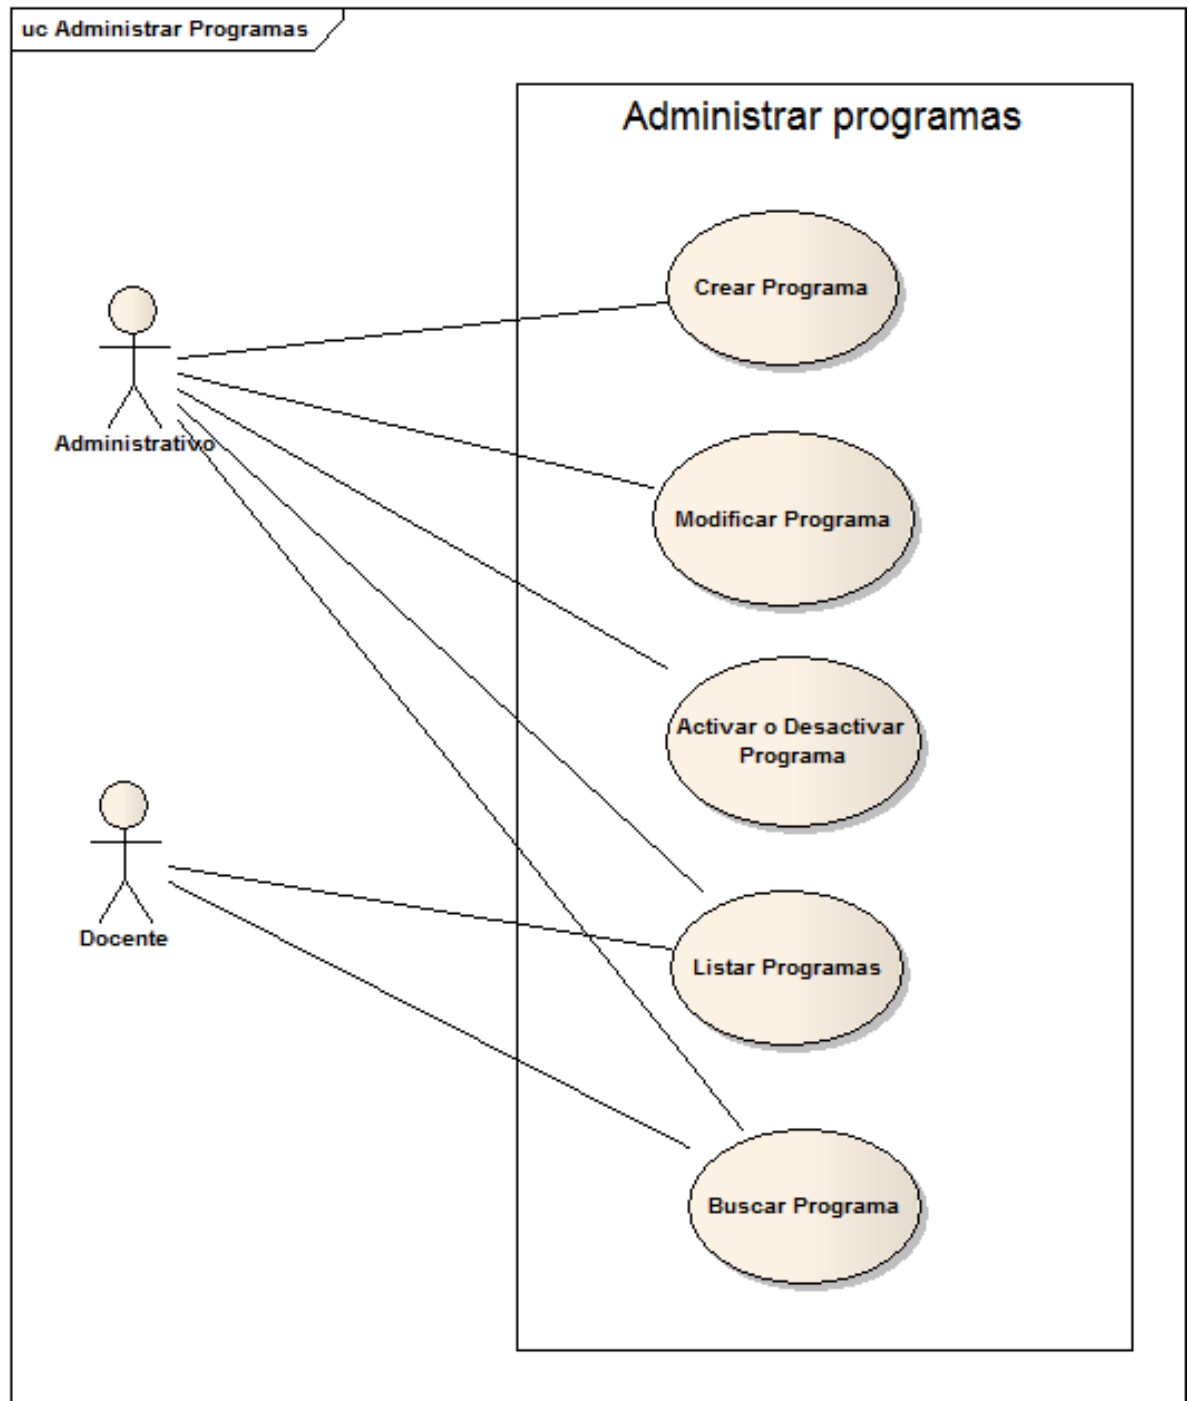 uc Administrar Programas
Administrar programas
Crear Programa
Administrativo
Modificar Programa
Activar o Desactivar
Programa
Docente
Listar Programas
Buscar Programa